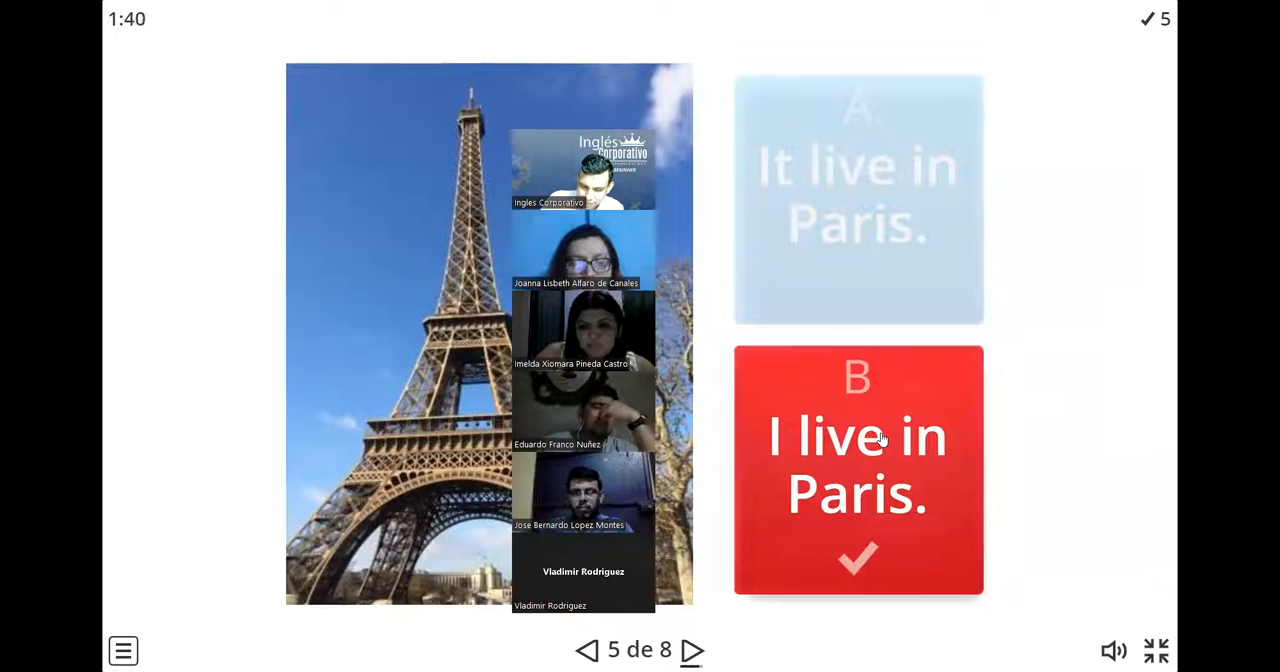 1:40
5
Inglés
Corporativo
BEGINNER
Ingles Corporativo
Joanna Lisbeth Alfaro de Canales
Imelda Xiomara Pineda Castro
Eduardo Franco Nuñez
Jose Bernardo Lopez Montes
Vladimir Rodriguez
Vladimir Rodriguez
A
It live in
Paris.
B
I live in
Paris.
5 de 8